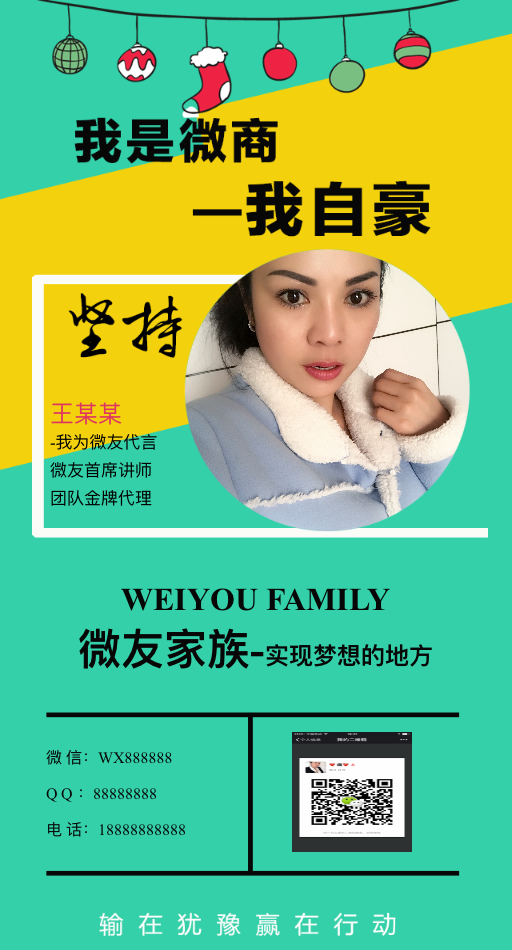 我是微商
—我自豪
坚持
王某某
-我为微友代言
微友首席讲师
团队金牌代理
WEIYOU FAMILY
微友家族-实现梦想的地方
微 信：WX888888
Q Q ：88888888
电 话：18888888888
我的二维码
输在犹豫赢在行动